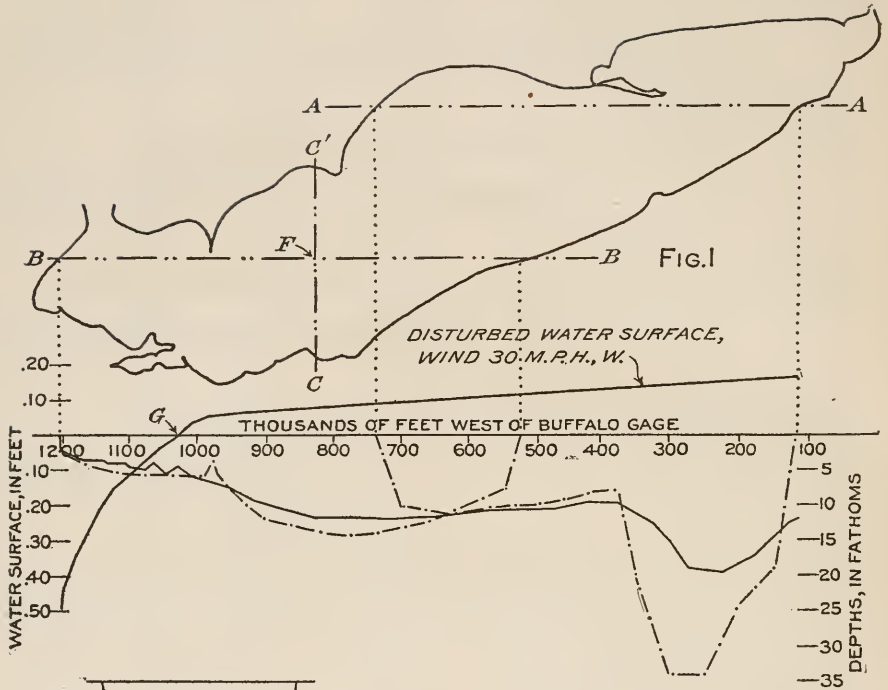 A
A
C'
F
B
B
FIG.1
DISTURBED WATER SURFACE,
WIND 30 M.P.H., W.
C
.20
.10
G
THOUSANDS OF FEET WEST OF BUFFALO GAGE
1200 1100 1000 900 800 700 600 500 400 300 200 100
.10
.20
.30
.40
.50
WATER SURFACE, IN FEET
5
10
15
20
25
30
35
DEPTHS, IN FATHOMS